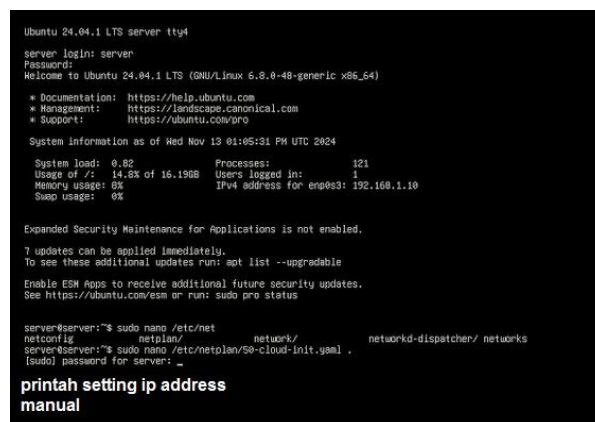 Ubuntu 24.04.1 LTS server tty4
server login: server
Password:
Welcome to Ubuntu 24.04.1 LTS (GNU/Linux 6.8.0-48-generic x86_64)
* Documentation: https://help.ubuntu.com
* Management: https://landscape.canonical.com
* Support: https://ubuntu.com/pro
System information as of Wed Nov 13 01:05:31 PM UTC 2024
System load: 0.82 Processes: 121
Usage of /: 14.8% of 16.19GB Users logged in: 1
Memory usage: 8% IPv4 address for enp0s3: 192.168.1.10
Swap usage: 0%
Expanded Security Maintenance for Applications is not enabled.
7 updates can be applied immediately.
To see these additional updates run: apt list --upgradable
Enable ESM Apps to receive additional future security updates.
See https://ubuntu.com/esm or run: sudo pro status
server@server:~$ sudo nano /etc/net
netconfig netplan/ network/ networkd-dispatcher/ networks
server@server:~$ sudo nano /etc/netplan/50-cloud-init.yaml .
[sudo] password for server: _
printah setting ip address
manual